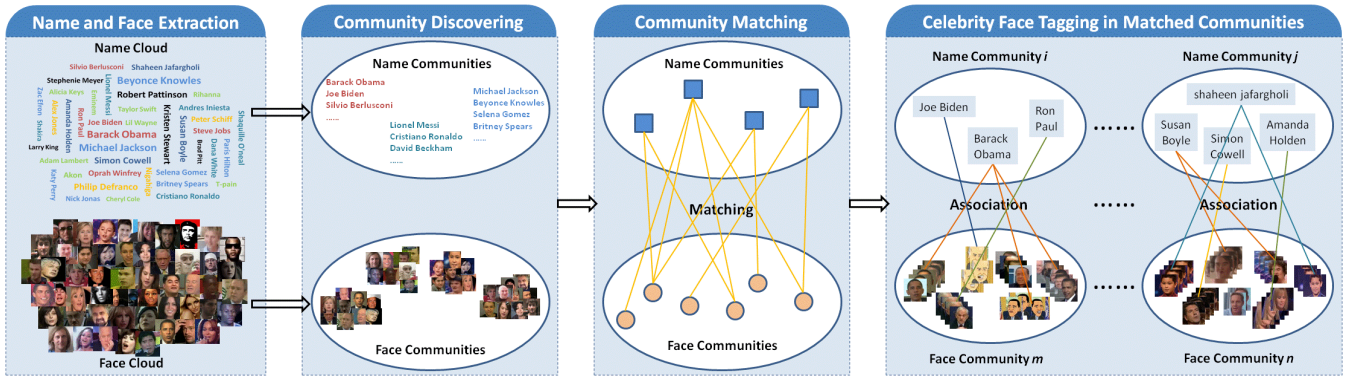 Name and Face Extraction
Name Cloud
Silvio Berlusconi Shaheen Jafargholi
Stephenie Meyer Beyonce Knowles
Zac Efron
Alicia Keys
Alex Jones
Amanda Holden
Eminem
Lionel Messi
Robert Pattinson
Rihanna
Taylor Swift
Andres Iniesta
Ron Paul
Joe Biden Lil Wayne
Kristen Stewart
Susan Boyle
Peter Schiff
Steve Jobs
Shaquille O'neal
Shakira
Barack Obama
Larry King
Michael Jackson
Brad Pitt
Dana White
Paris Hilton
Adam Lambert Simon Cowell
Katy Perry
Akon
Oprah Winfrey
Nigahiga
Selena Gomez
Philip Defranco
Britney Spears T-pain
Nick Jonas Cheryl Cole
Cristiano Ronaldo
Face Cloud
Community Discovering
Name Communities
Barack Obama
Joe Biden
Silvio Berlusconi
......
Michael Jackson
Beyonce Knowles
Selena Gomez
Britney Spears
......
Lionel Messi
Cristiano Ronaldo
David Beckham
......
Face Communities
Community Matching
Name Communities
Matching
Face Communities
Celebrity Face Tagging in Matched Communities
Name Community i
Joe Biden
Ron
Paul
Barack
Obama
Association
Face Community m
......
......
......
Name Community j
shaheen jafargholi
Susan
Boyle
Simon
Cowell
Amanda
Holden
Association
Face Community n